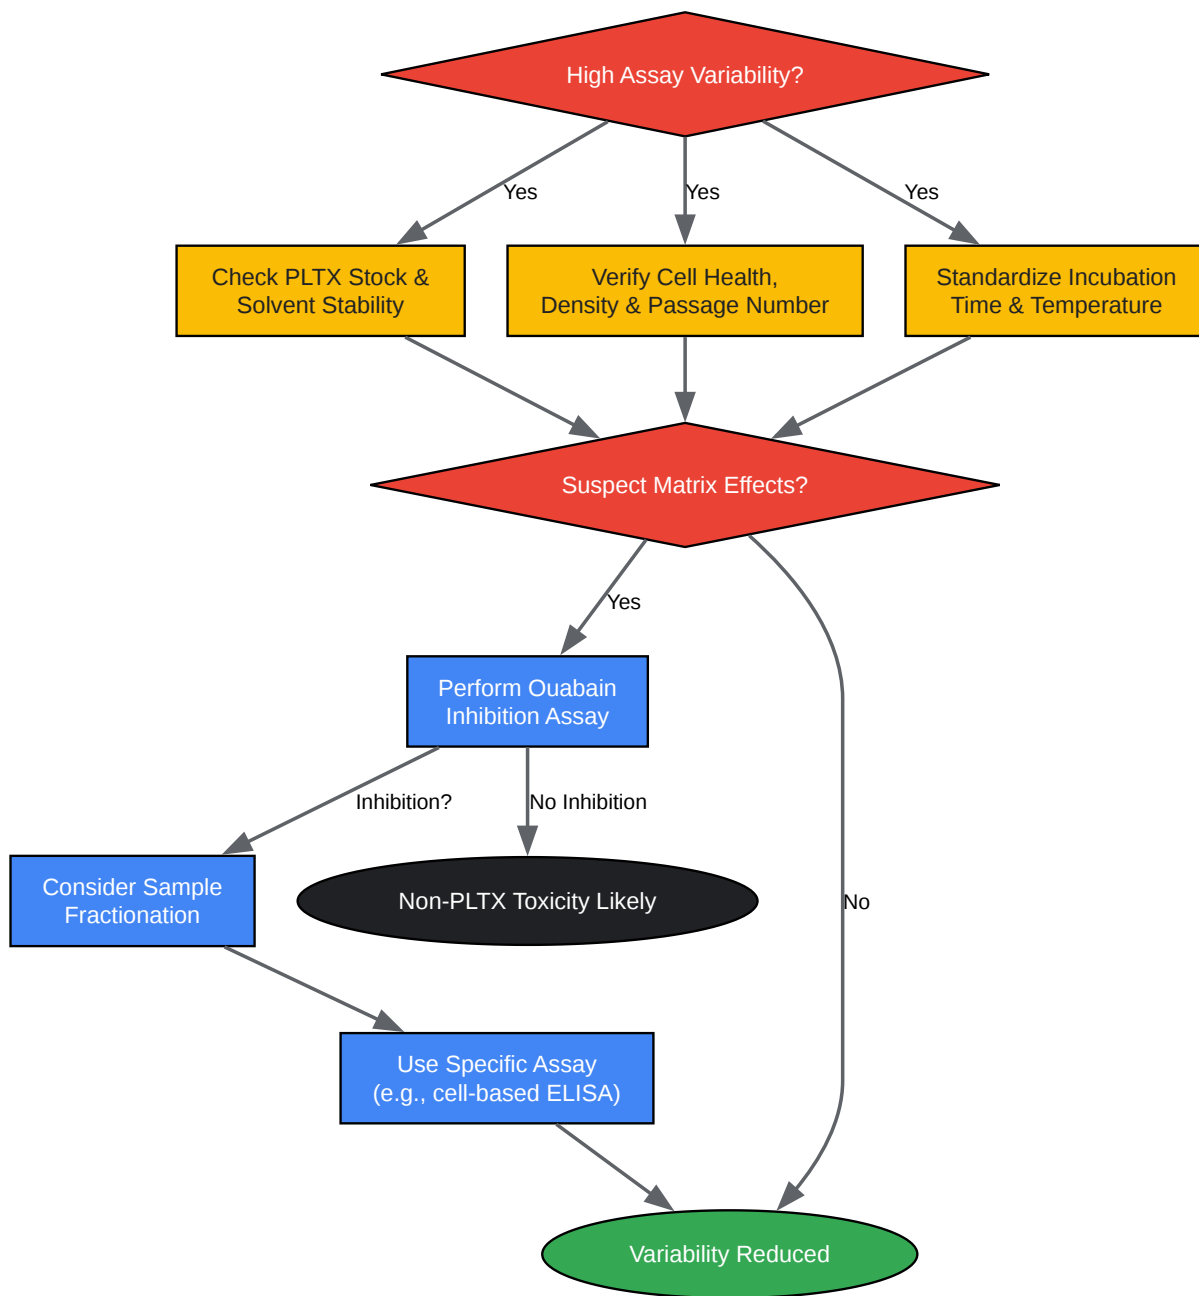 High Assay Variability?
Yes
Yes
Yes
Check PLTX Stock &
Solvent Stability
Verify Cell Health,
Density & Passage Number
Standardize Incubation
Time & Temperature
Suspect Matrix Effects?
Yes
Perform Ouabain
Inhibition Assay
Inhibition?
No Inhibition
Consider Sample
Fractionation
Non-PLTX Toxicity Likely
No
Use Specific Assay
(e.g., cell-based ELISA)
Variability Reduced